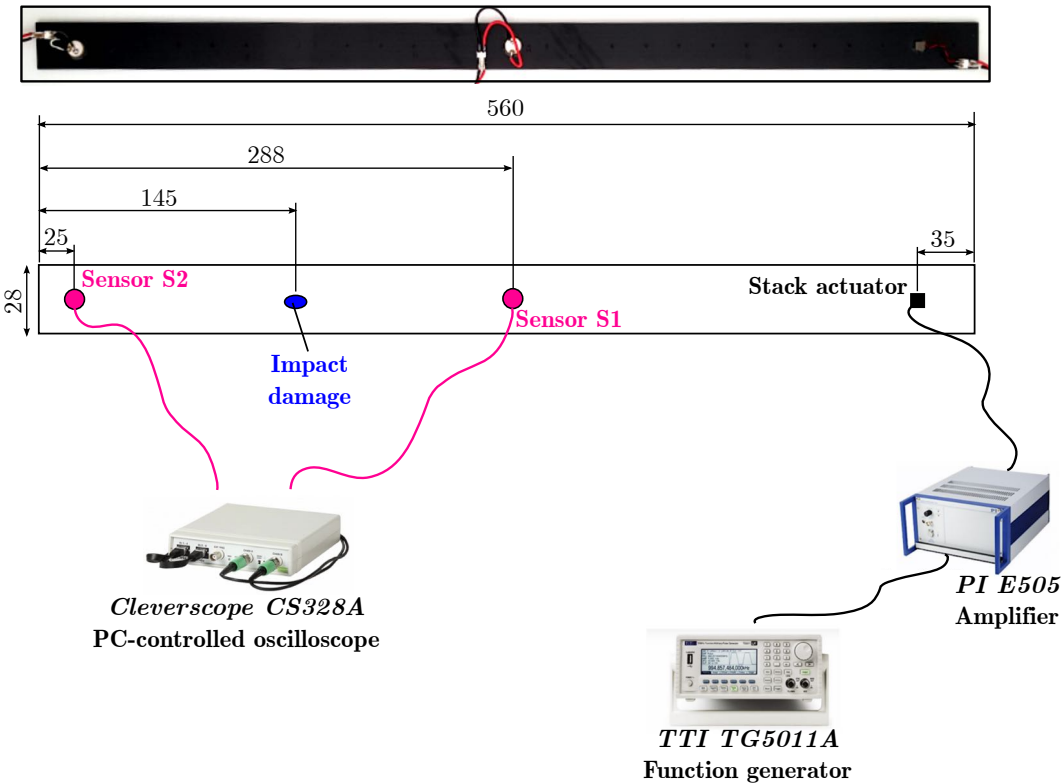 560
288
145
25
35
28
Sensor S2
Stack actuator
Sensor S1
Impact
damage
Cleverscope CS328A
PC-controlled oscilloscope
PI E505
Amplifier
TTI TG5011A
Function generator